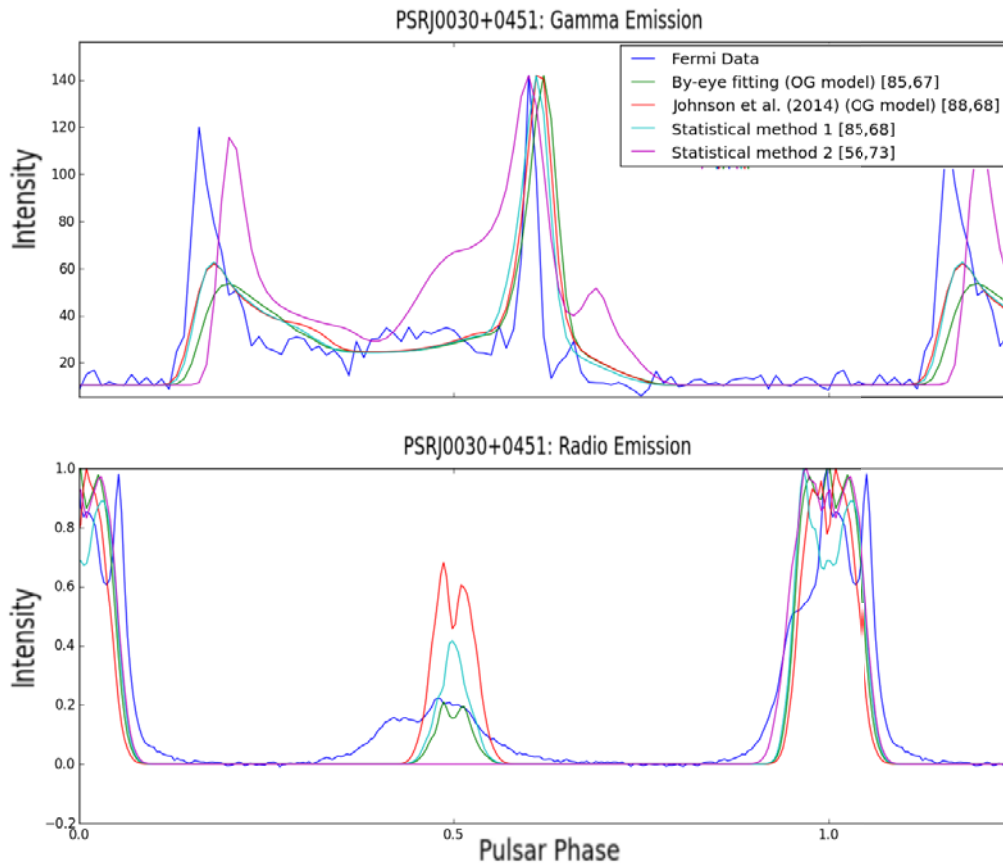 PSRJ0030+0451: Gamma Emission
Intensity
140
120
100
80
60
40
20
Fermi Data
By-eye fitting (OG model) [85,67]
Johnson et al. (2014) (OG model) [88,68]
Statistical method 1 [85,68]
Statistical method 2 [56,73]
PSRJ0030+0451: Radio Emission
Intensity
1.0
0.8
0.6
0.4
0.2
0.0
−0.2
0.0
0.5
1.0
Pulsar Phase